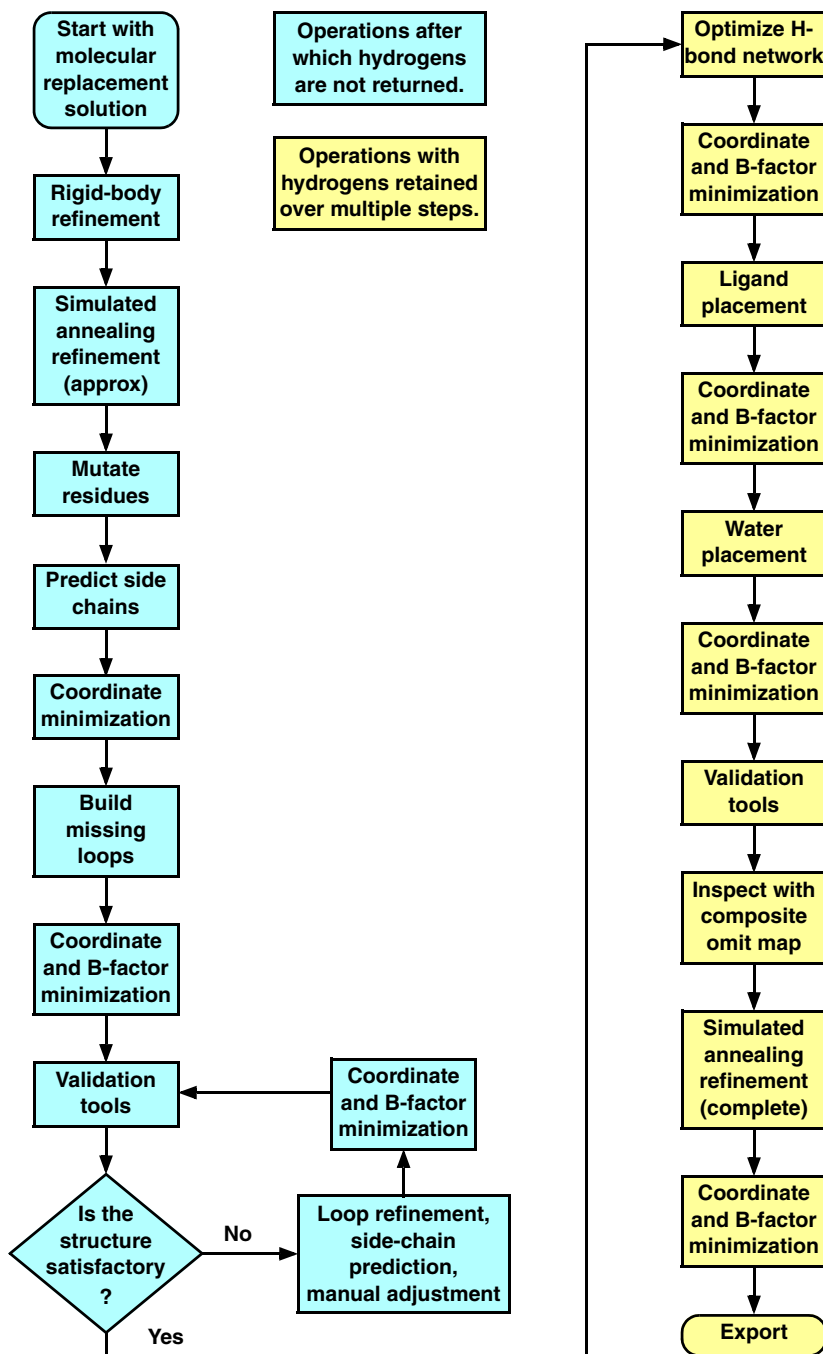 Start with
molecular
replacement
solution
Rigid-body
refinement
Simulated
annealing
refinement
(approx)
Mutate
residues
Predict side
chains
Coordinate
minimization
Build
missing
loops
Coordinate
and B-factor
minimization
Validation
tools
Is the
structure
satisfactory
?
No
Yes
Loop refinement,
side-chain
prediction,
manual adjustment
Coordinate
and B-factor
minimization
Operations after
which hydrogens
are not returned.
Operations with
hydrogens retained
over multiple steps.
Optimize H-
bond network
Coordinate
and B-factor
minimization
Ligand
placement
Coordinate
and B-factor
minimization
Water
placement
Coordinate
and B-factor
minimization
Validation
tools
Inspect with
composite
omit map
Simulated
annealing
refinement
(complete)
Coordinate
and B-factor
minimization
Export